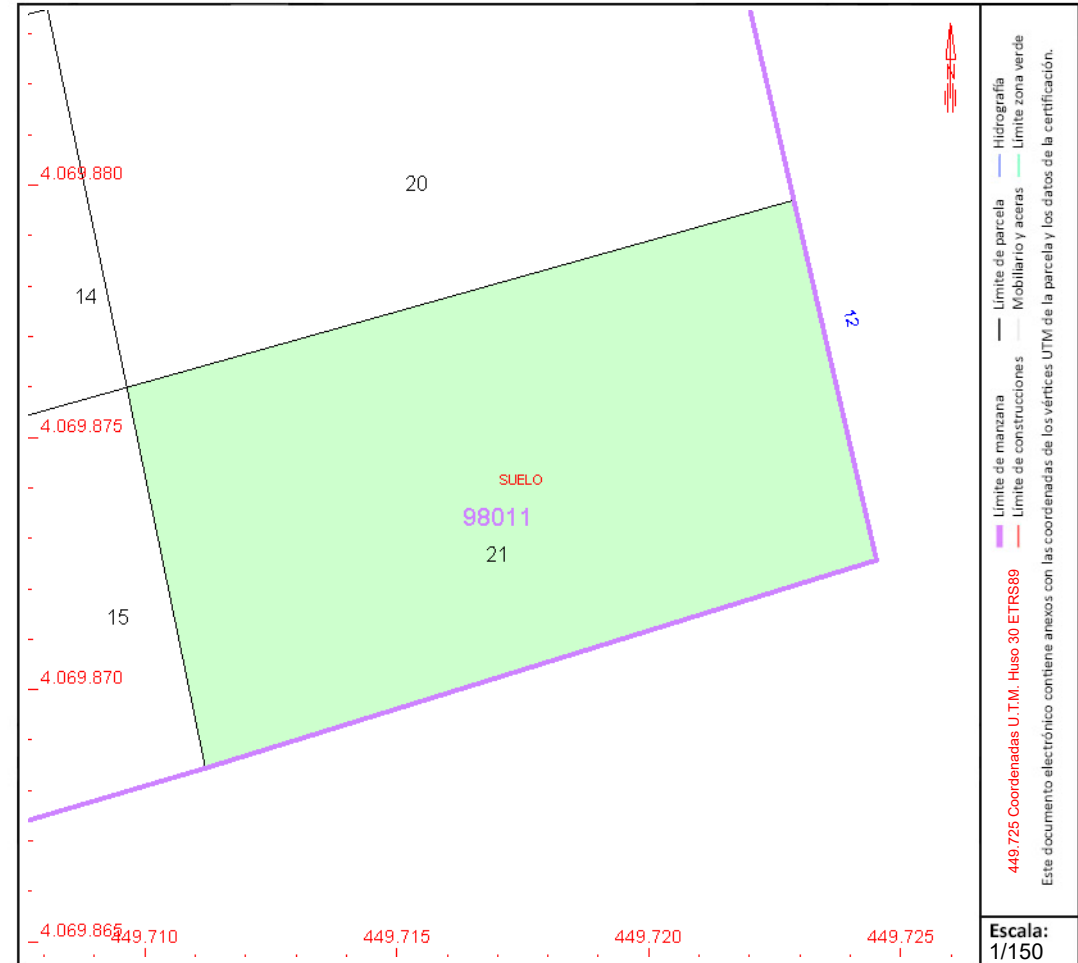 4.069.880
20
14
12
4.069.875
SUELO
98011
21
15
4.069.870
4.069.865
449.710
449.715
449.720
449.725
N
449.725 Coordenadas U.T.M. Huso 30 ETRS89
Límite de manzana
Límite de parcela
Hidrografía
Límite de construcciones
Mobiliario y aceras
Límite zona verde
Este documento electrónico contiene anexos con las coordenadas de los vértices UTM de la parcela y los datos de la certificación.
Escala:
1/150